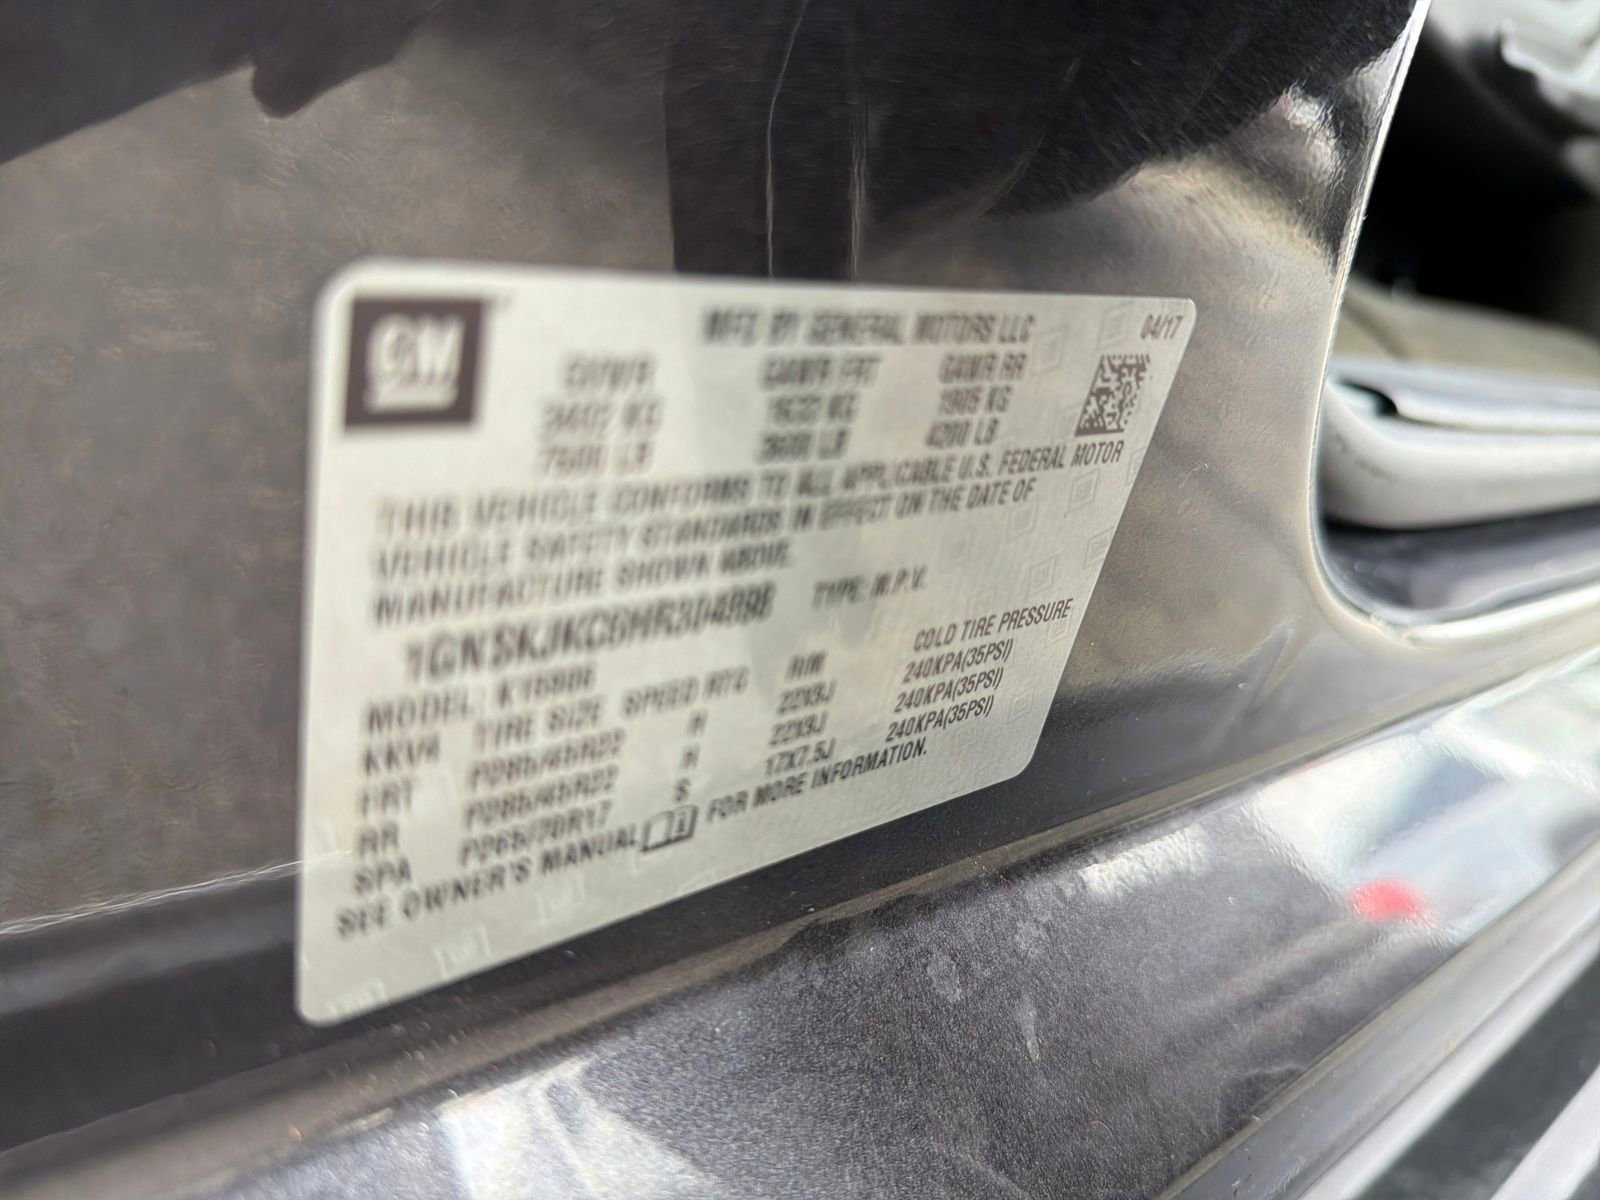 GM
MFD BY GENERAL MOTORS LLC 04/17
GVWR GAWR FRT GAWR RR
KG 1632 KG 1905 KG
LB 3600 LB 4200 LB
THIS VEHICLE CONFORMS TO ALL APPLICABLE U.S. FEDERAL MOTOR
VEHICLE SAFETY STANDARDS IN EFFECT ON THE DATE OF
MANUFACTURE SHOWN ABOVE.
TYPE: M.P.V.
MODEL:
TIRE SIZE SPEED RTG RIM COLD TIRE PRESSURE
FRT P285/45R22 H 22X9J 240KPA(35PSI)
RR P285/45R22 H 22X9J 240KPA(35PSI)
SPA P265/70R17 S 17X7.5J 240KPA(35PSI)
SEE OWNER'S MANUAL FOR MORE INFORMATION.